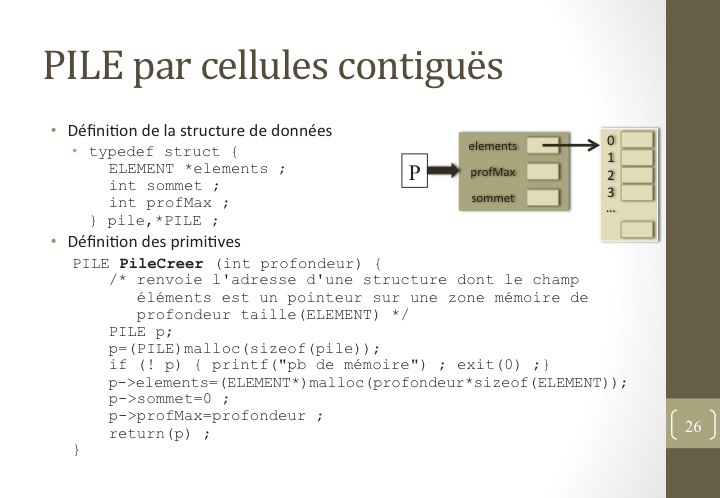 PILE par cellules contiguës
• Définition de la structure de données
• typedef struct {
ELEMENT *elements ;
int sommet ;
int profMax ;
} pile,*PILE ;
P
elements
profMax
sommet
0
1
2
3
...
• Définition des primitives
PILE PileCreer (int profondeur) {
/* renvoie l'adresse d'une structure dont le champ
éléments est un pointeur sur une zone mémoire de
profondeur taille(ELEMENT) */
PILE p;
p=(PILE)malloc(sizeof(pile));
if (! p) { printf("pb de mémoire") ; exit(0) ;}
p->elements=(ELEMENT*)malloc(profondeur*sizeof(ELEMENT));
p->sommet=0 ;
p->profMax=profondeur ;
return(p) ;
}
26